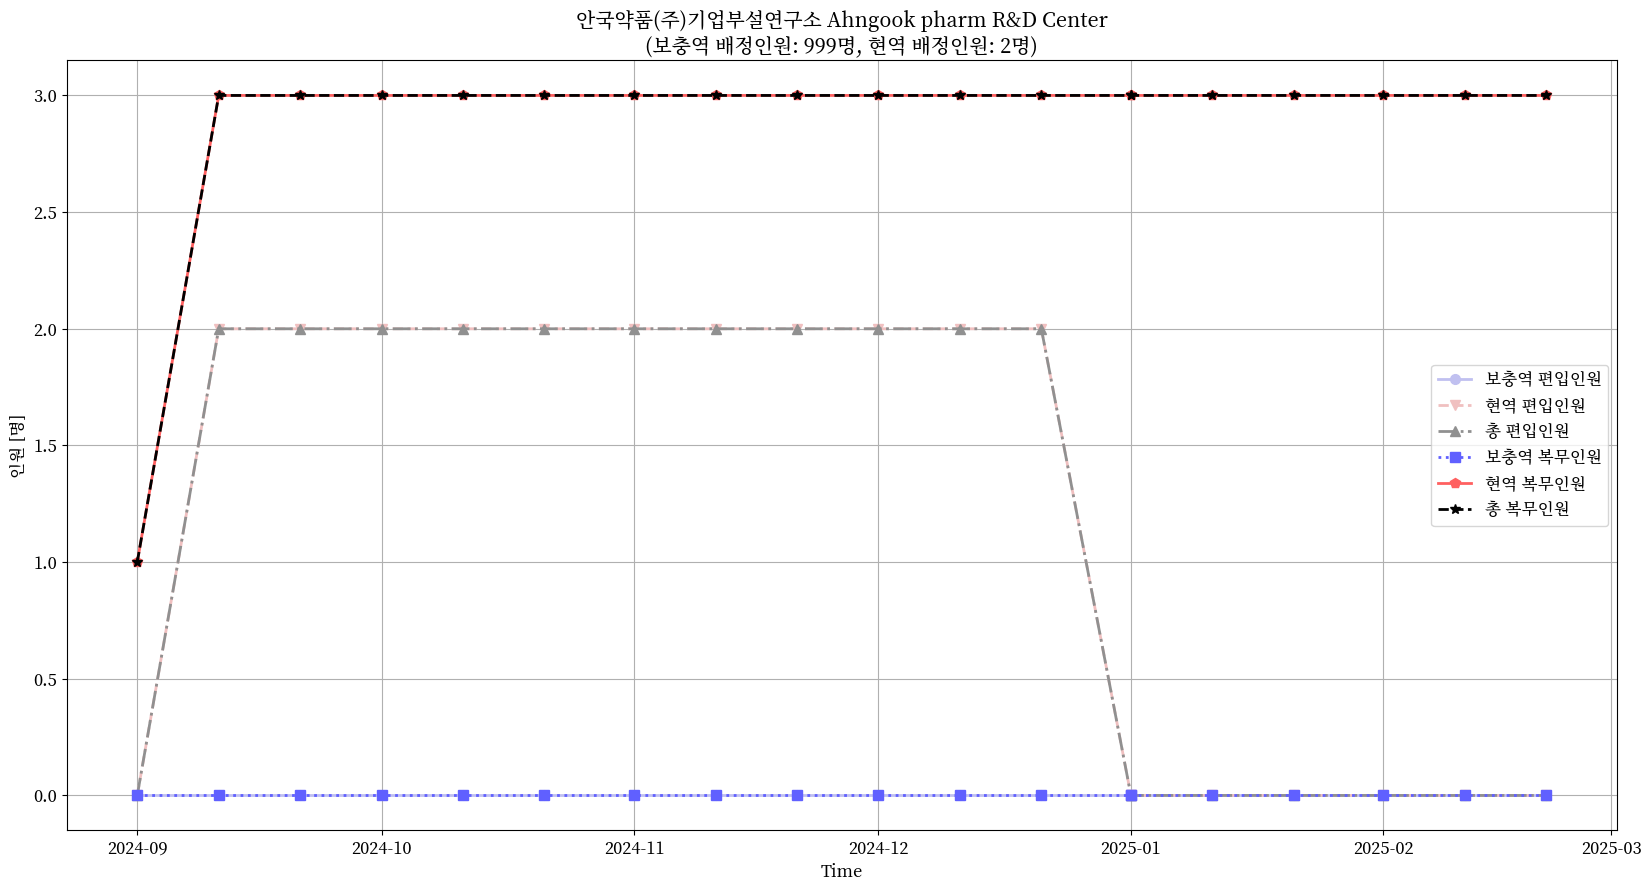 안국약품(주)기업부설연구소 Ahngook pharm R&D Center
(보충역 배정인원: 999명, 현역 배정인원: 2명)
3.0
2.5
2.0
1.5
1.0
0.5
0.0
인원 [명]
보충역 편입인원
현역 편입인원
총 편입인원
보충역 복무인원
현역 복무인원
총 복무인원
2024-09
2024-10
2024-11
2024-12
2025-01
2025-02
2025-03
Time